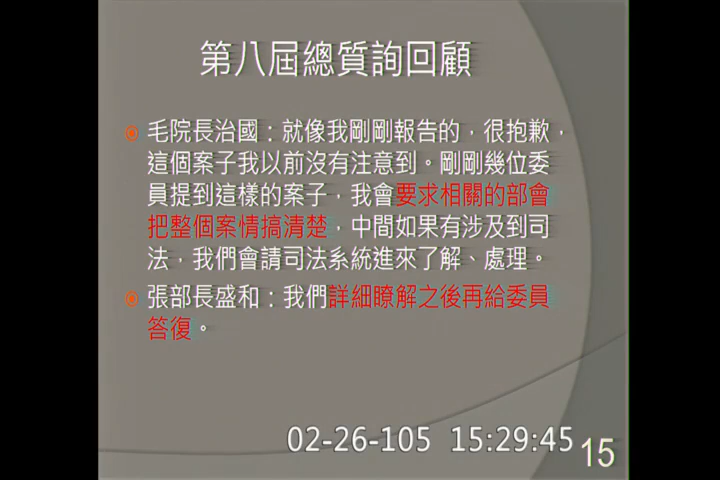 第八屆總質詢回顧
毛院長治國：就像我剛剛報告的，很抱歉，
這個案子我以前沒有注意到。剛剛幾位委
員提到這樣的案子，我會要求相關的部會
把整個案情搞清楚，中間如果有涉及到司
法，我們會請司法系統進來了解、處理。
張部長盛和：我們詳細瞭解之後再給委員
答復。
02-26-105 15:29:45
15